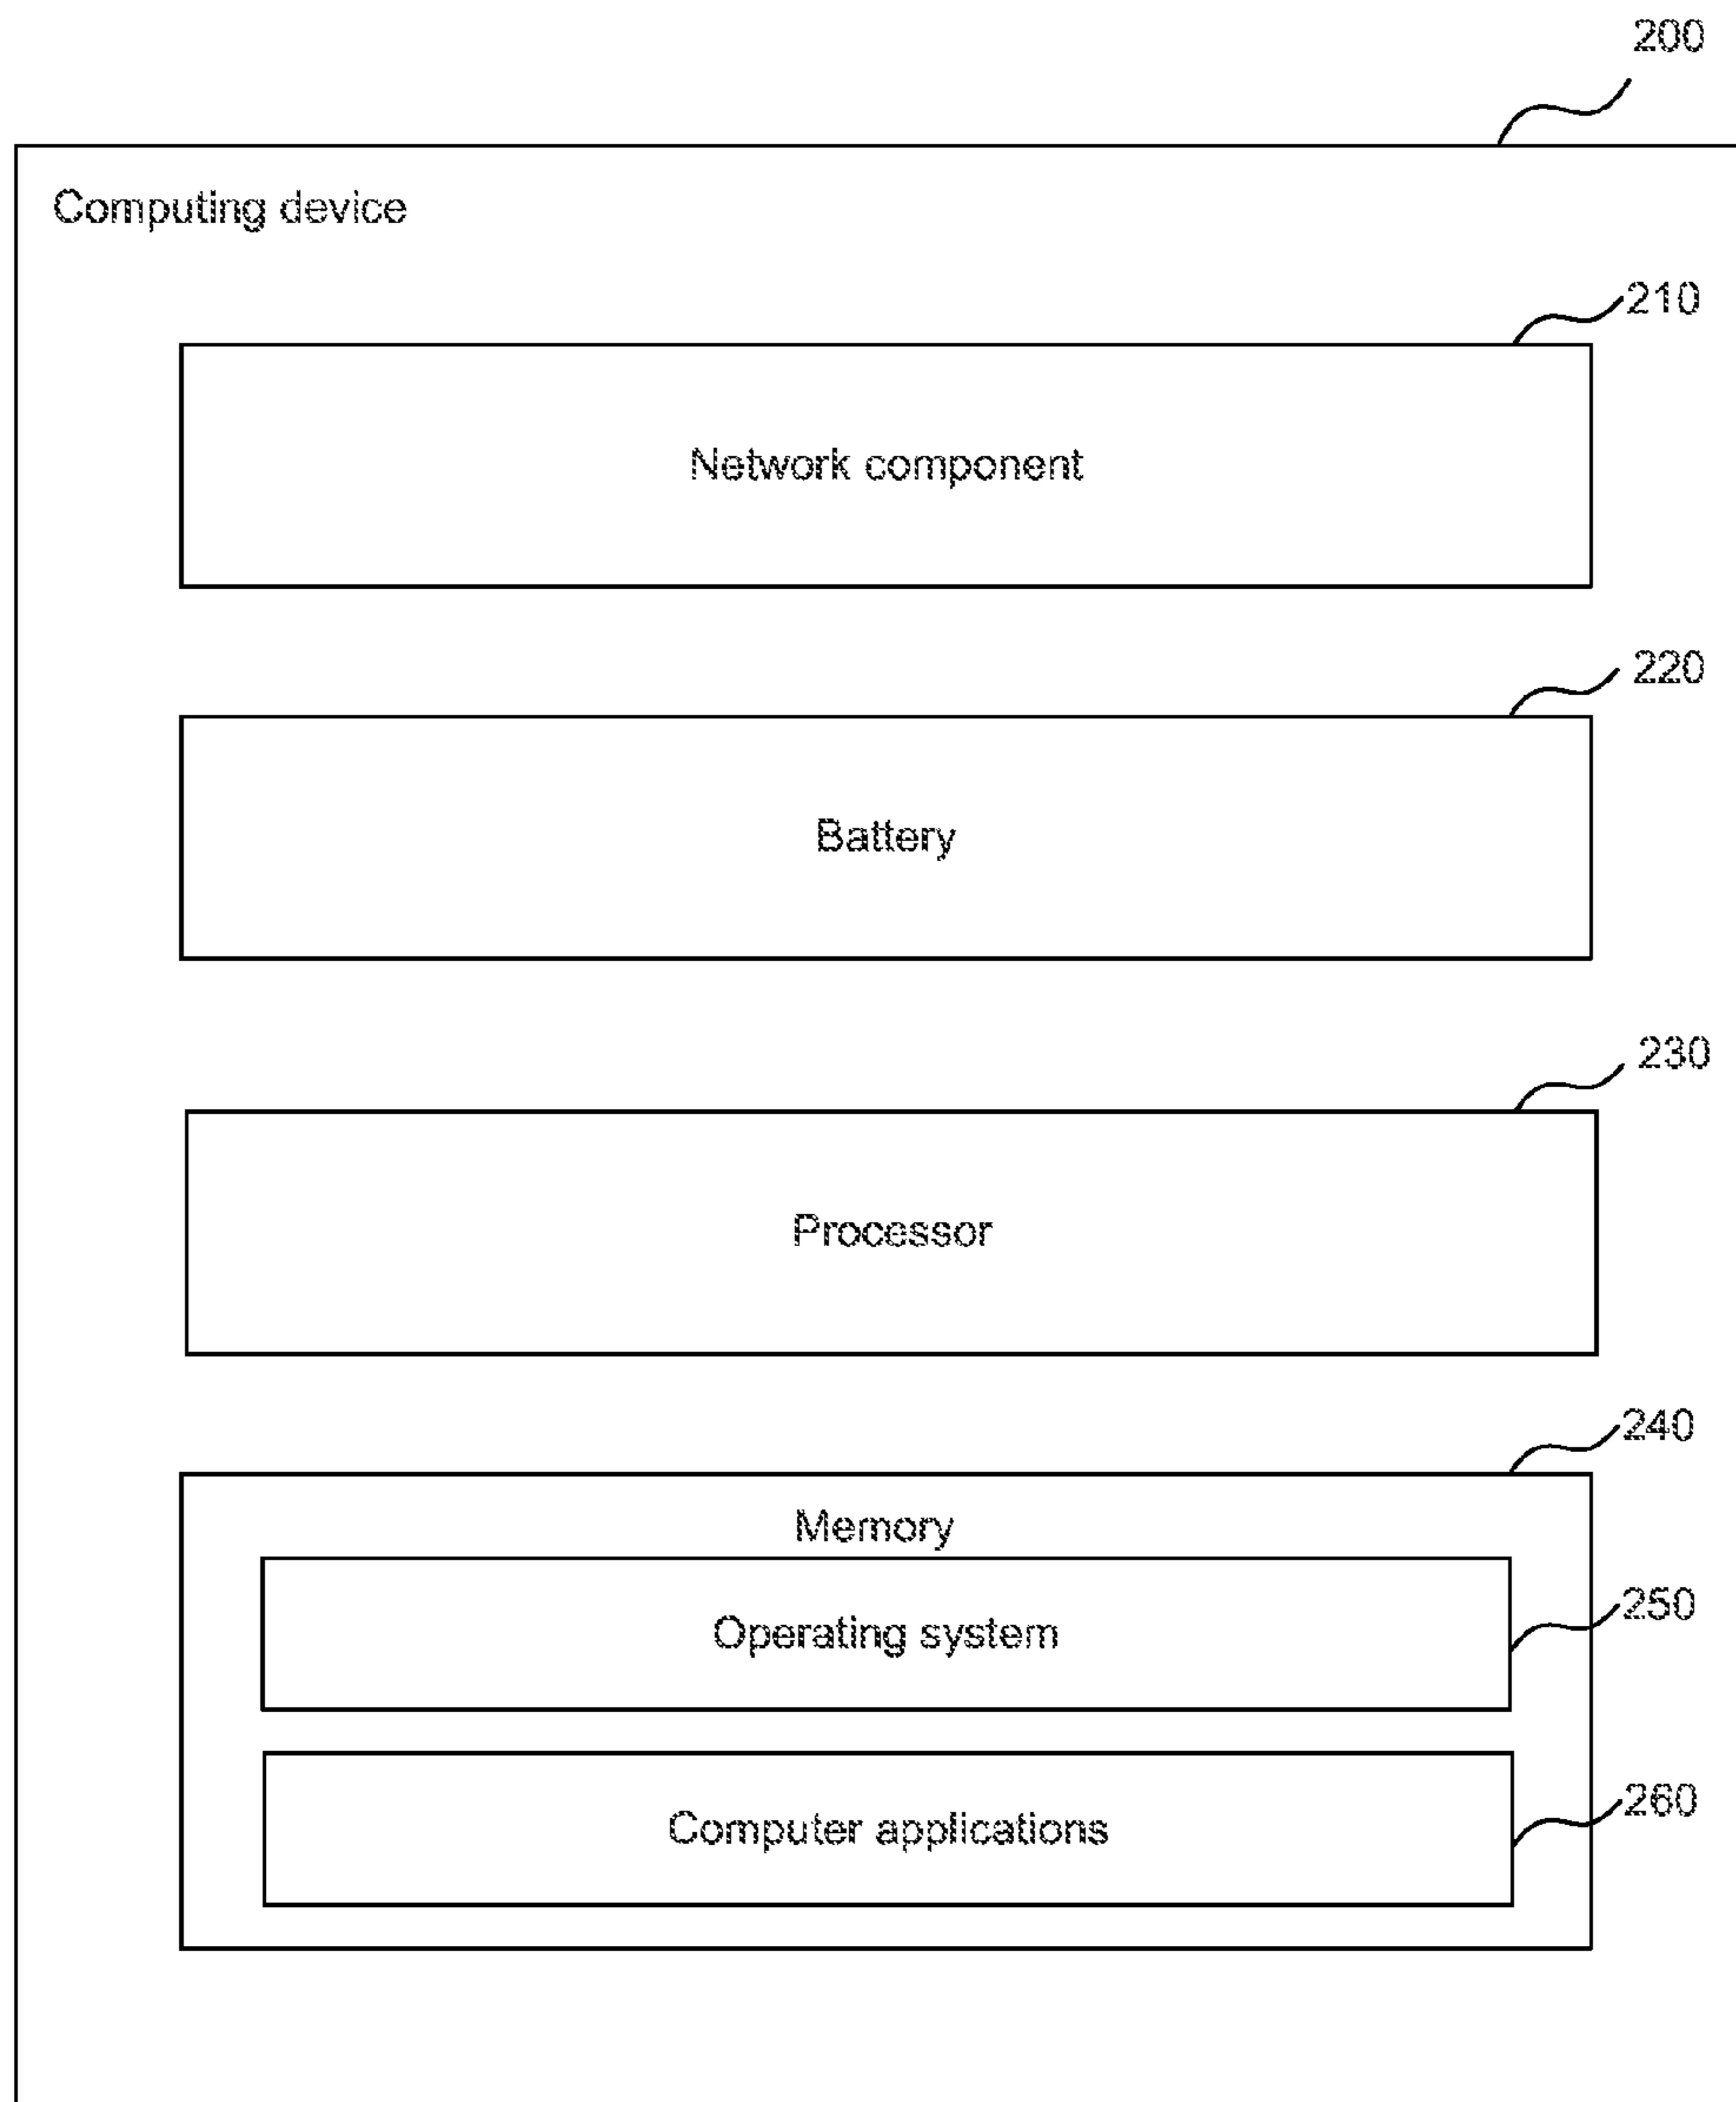 200
Computing device
210
Network component
220
Battery
230
Processor
240
Memory
250
Operating system
260
Computer applications